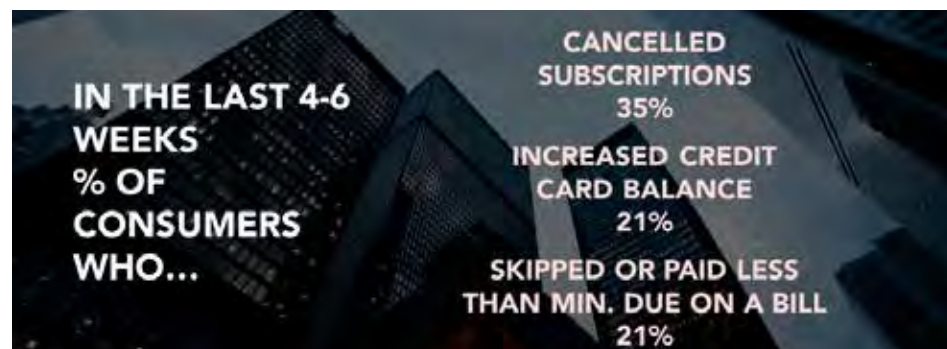 IN THE LAST 4-6
WEEKS
% OF
CONSUMERS
WHO...
CANCELLED
SUBSCRIPTIONS
35%
INCREASED CREDIT
CARD BALANCE
21%
SKIPPED OR PAID LESS
THAN MIN. DUE ON A BILL
21%